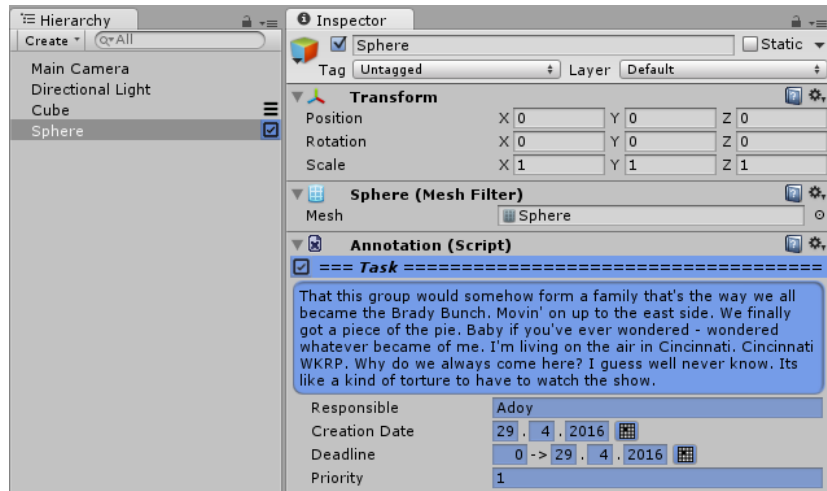 Hierarchy
Create
All
Main Camera
Directional Light
Cube
Sphere
Inspector
Sphere
Static
Tag Untagged Layer Default
Transform
Position X 0 Y 0 Z 0
Rotation X 0 Y 0 Z 0
Scale X 1 Y 1 Z 1
Sphere (Mesh Filter)
Mesh Sphere
Annotation (Script)
=== Task =====================================
That this group would somehow form a family that's the way we all
became the Brady Bunch. Movin' on up to the east side. We finally
got a piece of the pie. Baby if you've ever wondered - wondered
whatever became of me. I'm living on the air in Cincinnati. Cincinnati
WKRP. Why do we always come here? I guess well never know. Its
like a kind of torture to have to watch the show.
Responsible Adoy
Creation Date 29 . 4 . 2016
Deadline 0 -> 29 . 4 . 2016
Priority 1